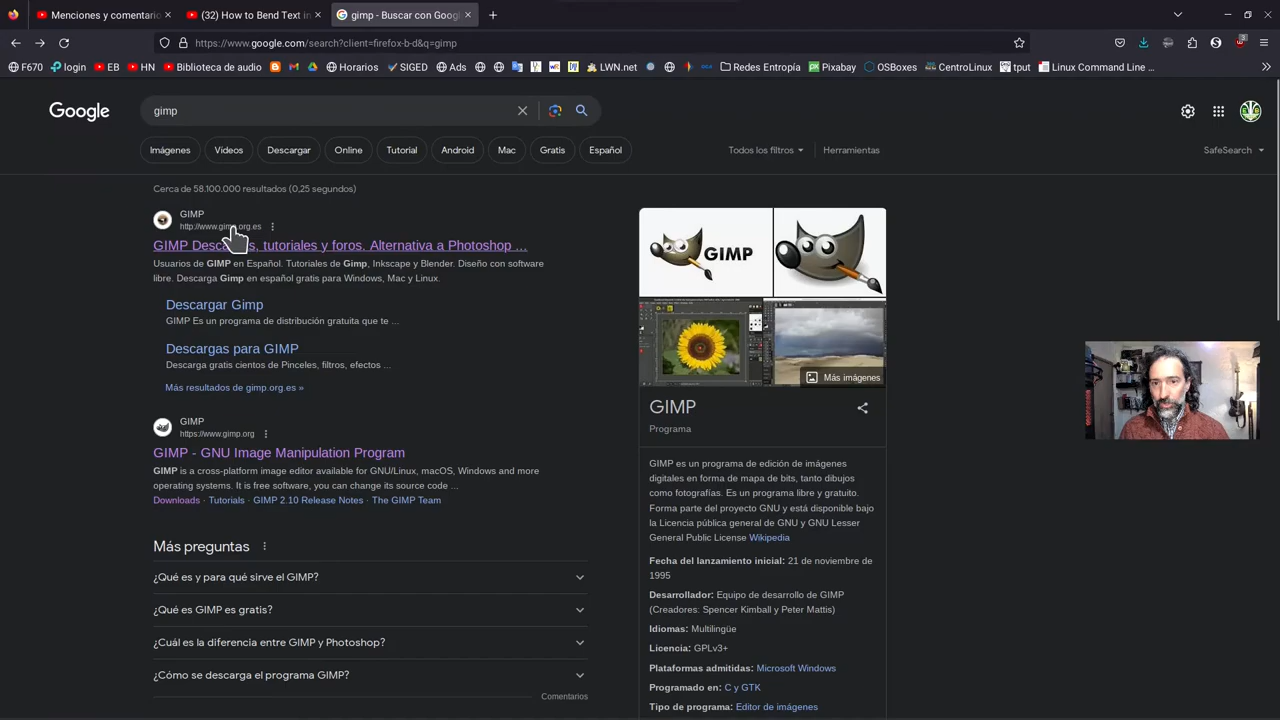 Menciones y comentario
(32) How to Bend Text in
gimp - Buscar con Googl
https://www.google.com/search?client=firefox-b-d&q=gimp
F670
login
EB
HN
Biblioteca de audio
Horarios
SIGED
Ads
LWN.net
Redes Entropía
Pixabay
OSBoxes
CentroLinux
tput
Linux Command Line ...
Google
gimp
Imágenes
Vídeos
Descargar
Online
Tutorial
Android
Mac
Gratis
Español
Todos los filtros
Herramientas
SafeSearch
Cerca de 58.100.000 resultados (0,25 segundos)
GIMP
http://www.gimp.org.es
GIMP Descargas, tutoriales y foros. Alternativa a Photoshop ...
Usuarios de GIMP en Español. Tutoriales de Gimp, Inkscape y Blender. Diseño con software
libre. Descarga Gimp en español gratis para Windows, Mac y Linux.
Descargar Gimp
GIMP Es un programa de distribución gratuita que te ...
Descargas para GIMP
Descarga gratis cientos de Pinceles, filtros, efectos ...
Más resultados de gimp.org.es »
GIMP
https://www.gimp.org
GIMP - GNU Image Manipulation Program
GIMP is a cross-platform image editor available for GNU/Linux, macOS, Windows and more
operating systems. It is free software, you can change its source code ...
Downloads · Tutorials · GIMP 2.10 Release Notes · The GIMP Team
Más preguntas
¿Qué es y para qué sirve el GIMP?
¿Qué es GIMP es gratis?
¿Cuál es la diferencia entre GIMP y Photoshop?
¿Cómo se descarga el programa GIMP?
Comentarios
GIMP
Más imágenes
GIMP
Programa
GIMP es un programa de edición de imágenes
digitales en forma de mapa de bits, tanto dibujos
como fotografías. Es un programa libre y gratuito.
Forma parte del proyecto GNU y está disponible bajo
la Licencia pública general de GNU y GNU Lesser
General Public License Wikipedia
Fecha del lanzamiento inicial: 21 de noviembre de
1995
Desarrollador: Equipo de desarrollo de GIMP
(Creadores: Spencer Kimball y Peter Mattis)
Idiomas: Multilingüe
Licencia: GPLv3+
Plataformas admitidas: Microsoft Windows
Programado en: C y GTK
Tipo de programa: Editor de imágenes